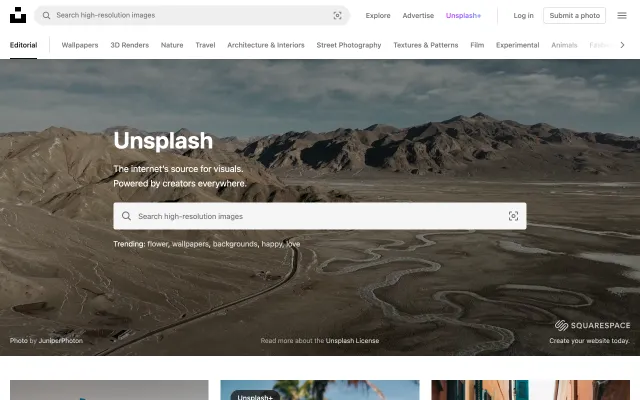 Search high-resolution images
Explore
Advertise
Unsplash+
Log in
Submit a photo
Editorial
Wallpapers
3D Renders
Nature
Travel
Architecture & Interiors
Street Photography
Textures & Patterns
Film
Experimental
Animals
Unsplash
The internet's source for visuals.
Powered by creators everywhere.
Search high-resolution images
Trending: flower, wallpapers, backgrounds, happy, love
SQUARESPACE
Photo by JuniperPhoton
Read more about the Unsplash License
Create your website today.
Unsplash+